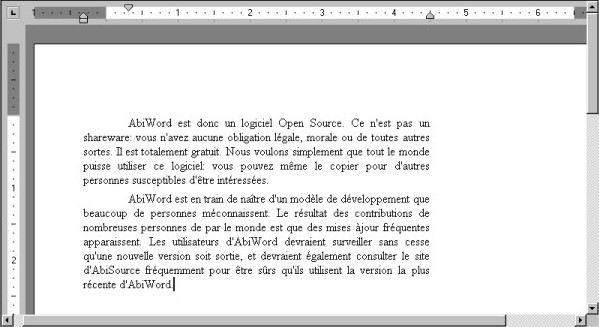 L 1 1 2 3 4 5 6
AbiWord est donc un logiciel Open Source. Ce n'est pas un
shareware: vous n'avez aucune obligation légale, morale ou de toutes autres
sortes. Il est totalement gratuit. Nous voulons simplement que tout le monde
puisse utiliser ce logiciel: vous pouvez même le copier pour d'autres
personnes susceptibles d'être intéressées.
AbiWord est en train de naître d'un modèle de développement que
beaucoup de personnes méconnaissent. Le résultat des contributions de
nombreuses personnes de par le monde est que des mises àjour fréquentes
apparaissent. Les utilisateurs d'AbiWord devraient surveiller sans cesse
qu'une nouvelle version soit sortie, et devraient également consulter le site
d'AbiSource fréquemment pour être sûrs qu'ils utilisent la version la plus
récente d'AbiWord.
1
2